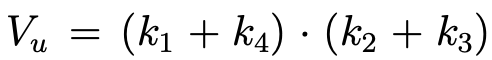 V_u = (k_1 + k_4) · (k_2 + k_3)